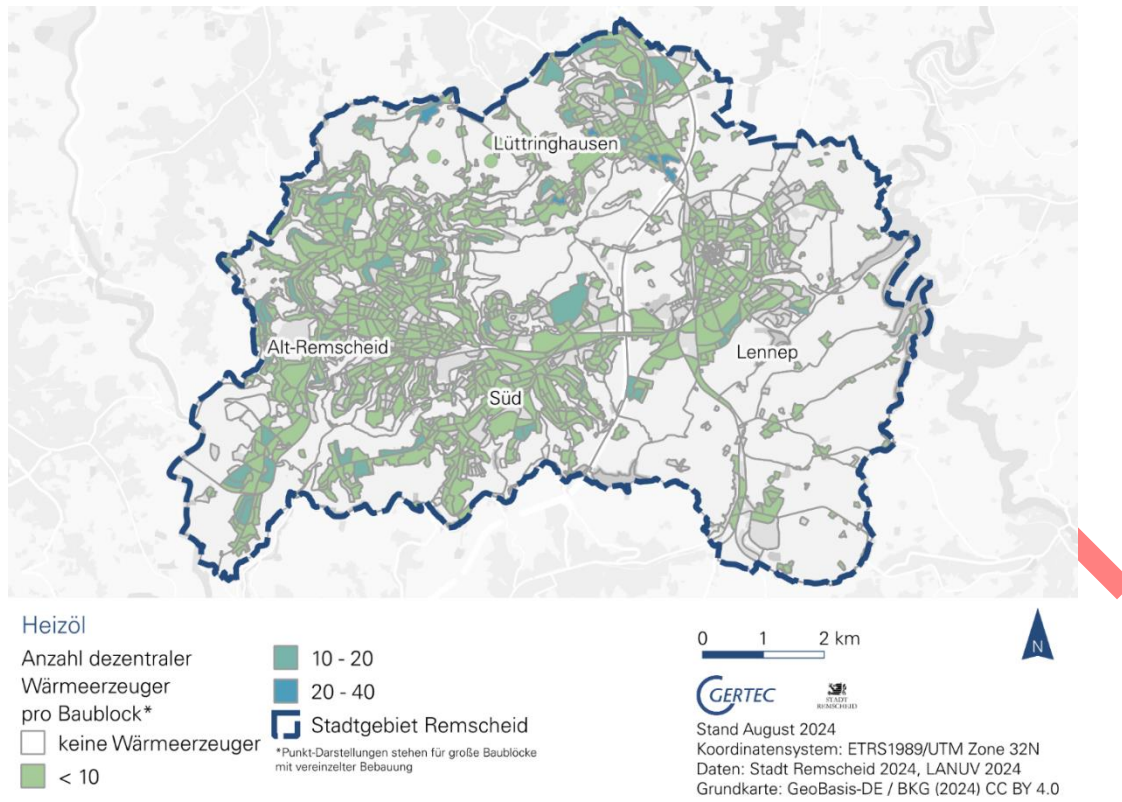 Lüttringhausen
Alt-Remscheid
Lennep
Süd
Heizöl
Anzahl dezentraler
Wärmeerzeuger
pro Baublock*
keine Wärmeerzeuger
< 10
10 - 20
20 - 40
Stadtgebiet Remscheid
*Punkt-Darstellungen stehen für große Baublöcke
mit vereinzelter Bebauung
0 1 2 km
N
GERTEC
STADT
REMSCHEID
Stand August 2024
Koordinatensystem: ETRS1989/UTM Zone 32N
Daten: Stadt Remscheid 2024, LANUV 2024
Grundkarte: GeoBasis-DE / BKG (2024) CC BY 4.0